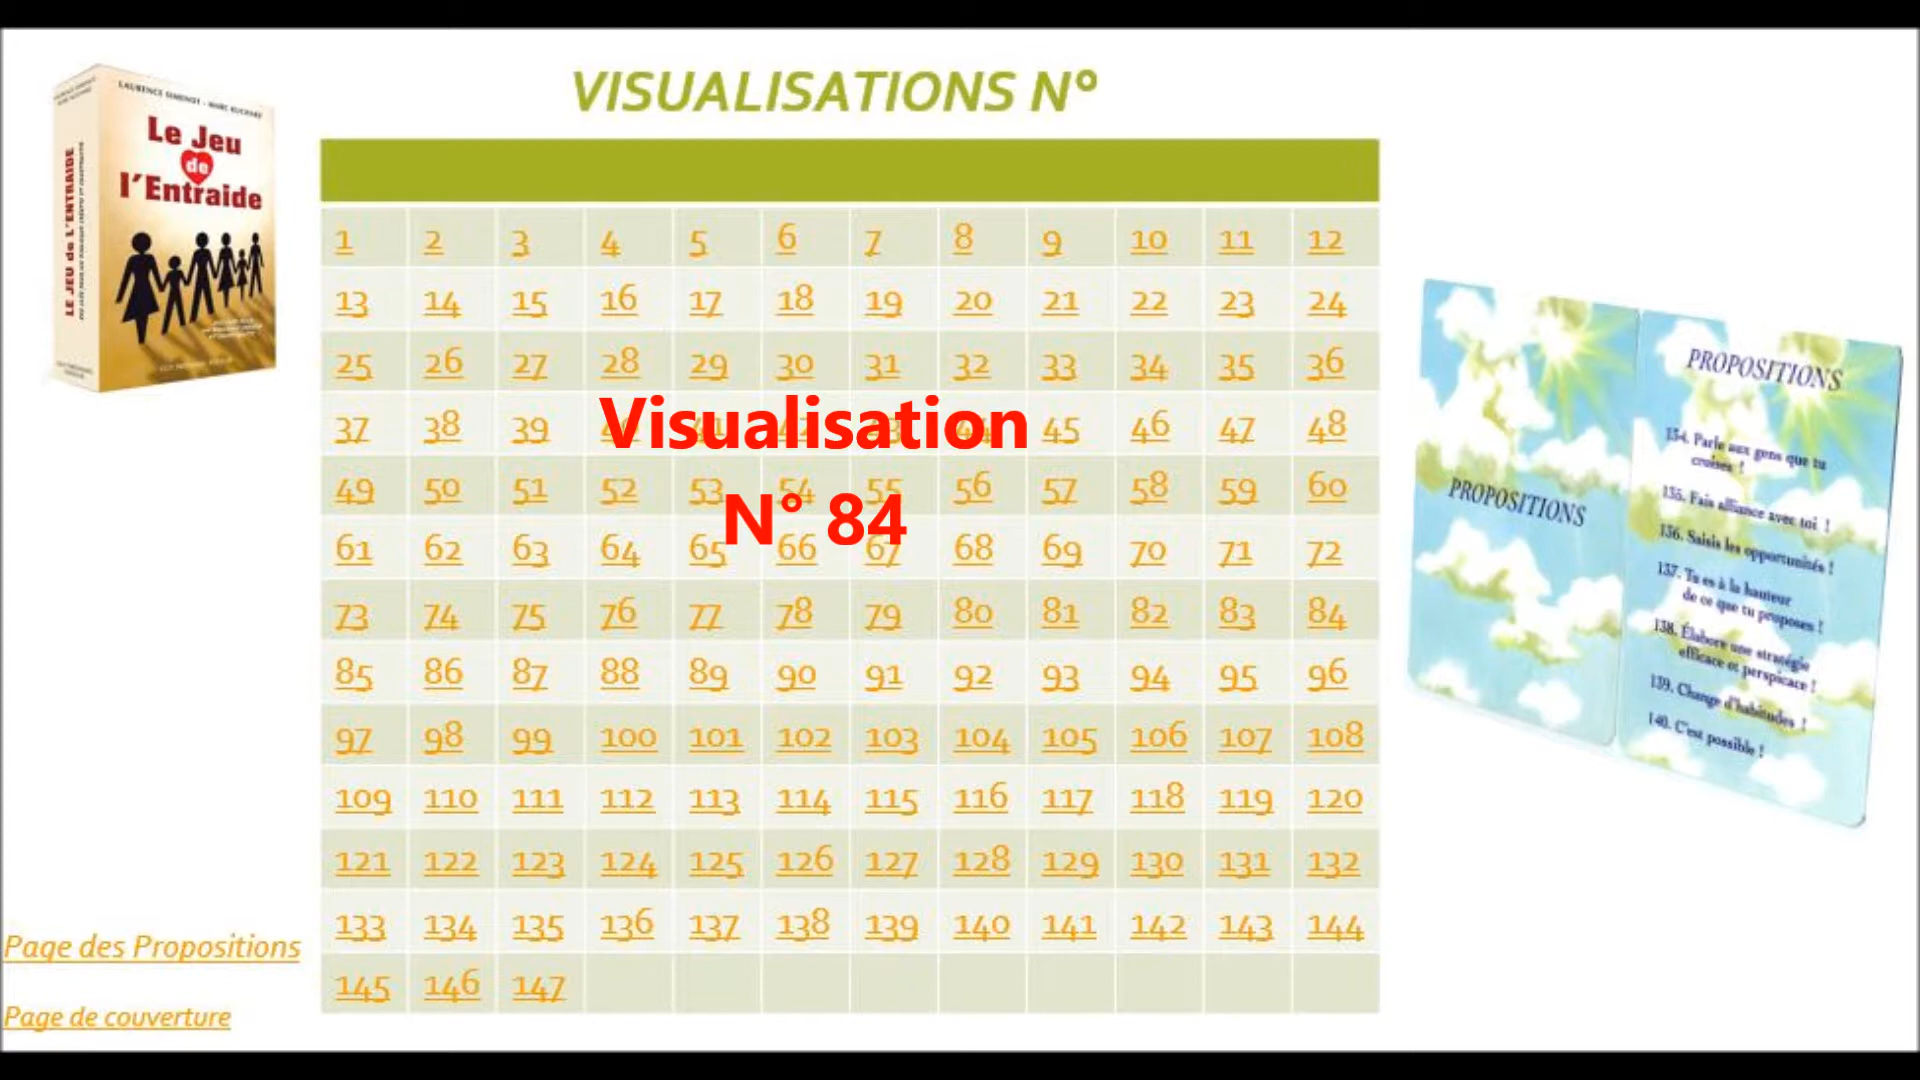 VISUALISATIONS N°
LAURENCE SIMENOT - MARC KUCHARZ
Le Jeu
de
l'Entraide
LE JEU de L'ENTRAIDE
1 2 3 4 5 6 7 8 9 10 11 12
13 14 15 16 17 18 19 20 21 22 23 24
25 26 27 28 29 30 31 32 33 34 35 36
37 38 39 41 42 45 46 47 48
Visualisation
49 50 51 52 53 54 55 56 57 58 59 60
N° 84
61 62 63 64 65 66 67 68 69 70 71 72
73 74 75 76 77 78 79 80 81 82 83 84
85 86 87 88 89 90 91 92 93 94 95 96
97 98 99 100 101 102 103 104 105 106 107 108
109 110 111 112 113 114 115 116 117 118 119 120
121 122 123 124 125 126 127 128 129 130 131 132
133 134 135 136 137 138 139 140 141 142 143 144
145 146 147
PROPOSITIONS
PROPOSITIONS
134. Parle aux gens que tu
croises !
135. Fais alliance avec toi !
136. Saisis les opportunités !
137. Tu es à la hauteur
de ce que tu proposes !
138. Élabore une stratégie
efficace et perspicace !
139. Change d'habitudes !
140. C'est possible !
Page des Propositions
Page de couverture